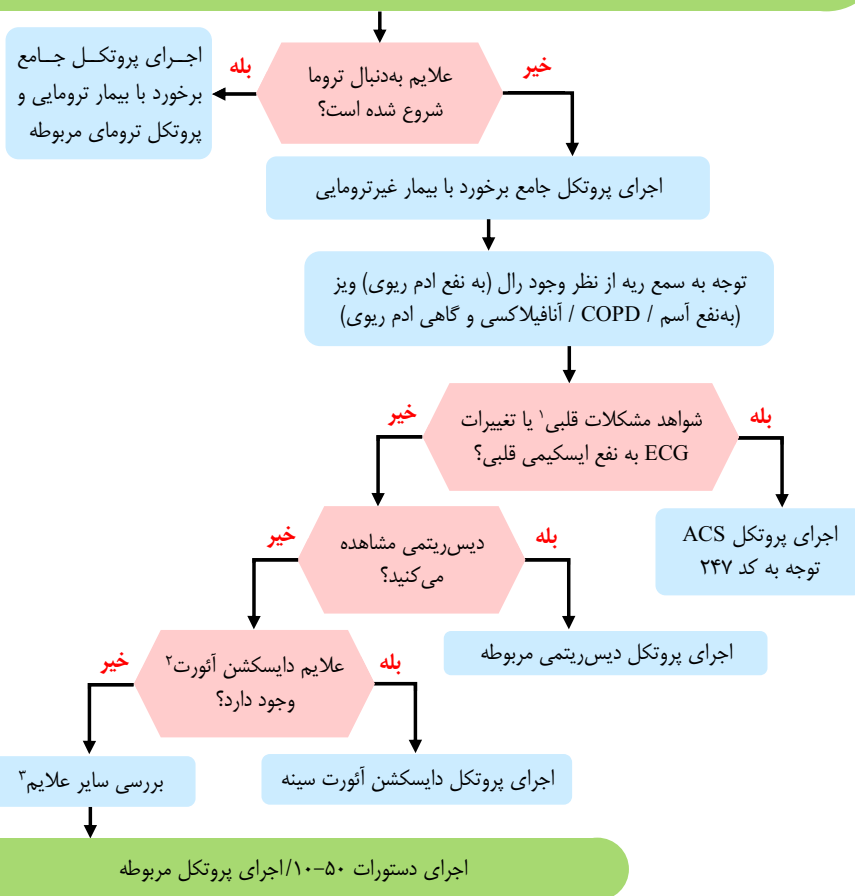 علایم به‌دنبال تروما
شروع شده است؟
خیر
بله
اجــرای پروتکــل جــامع
برخورد با بیمار ترومایی و
پروتکل ترومای مربوطه
اجرای پروتکل جامع برخورد با بیمار غیرترومایی
توجه به سمع ریه از نظر وجود رال (به نفع ادم ریوی) ویز
(به‌نفع آسم / COPD / آنافیلاکسی و گاهی ادم ریوی)
شواهد مشکلات قلبی۱ یا تغییرات
ECG به نفع ایسکیمی قلبی؟
بله
خیر
اجرای پروتکل ACS
توجه به کد ۲۴۷
دیس‌ریتمی مشاهده
می‌کنید؟
بله
خیر
اجرای پروتکل دیس‌ریتمی مربوطه
علایم دایسکشن آئورت۲
وجود دارد؟
بله
خیر
اجرای پروتکل دایسکشن آئورت سینه
بررسی سایر علایم۳
اجرای دستورات ۵۰-۱۰/اجرای پروتکل مربوطه